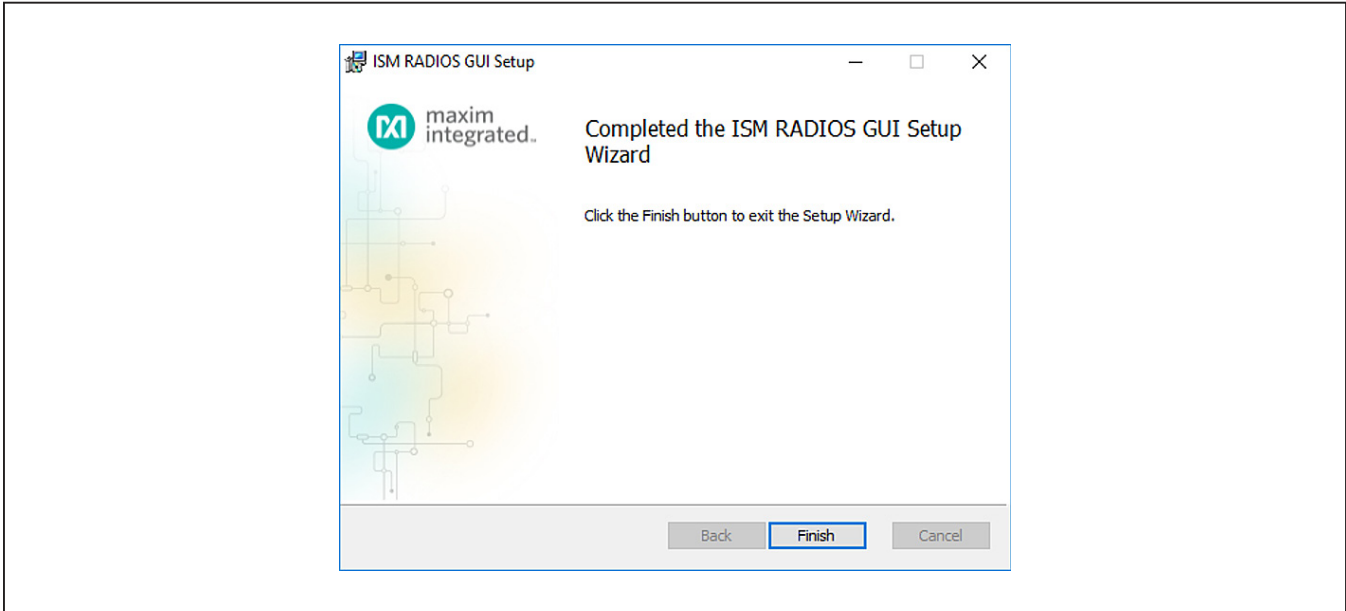 ISM RADIOS GUI Setup
maxim
integrated™
Completed the ISM RADIOS GUI Setup
Wizard
Click the Finish button to exit the Setup Wizard.
Back Finish Cancel